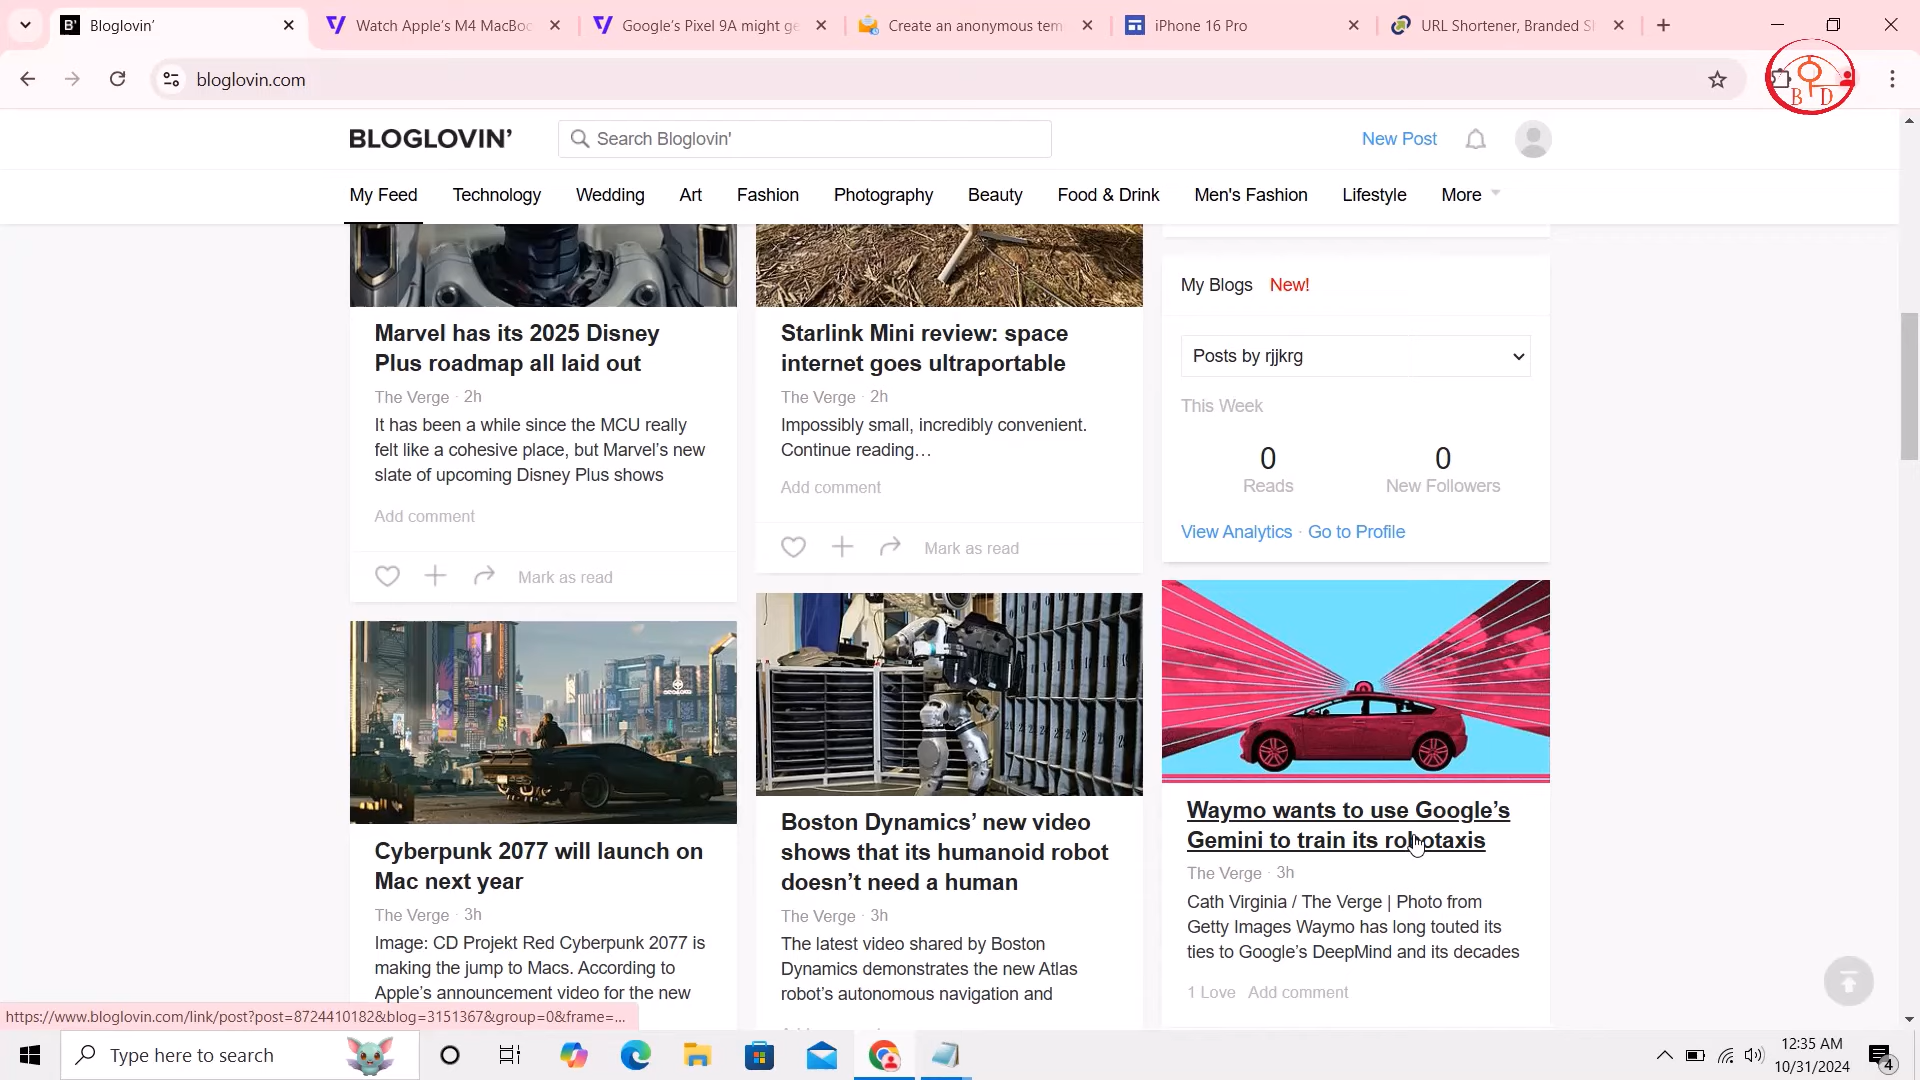 Bloglovin'
Watch Apple's M4 MacBoo
Google's Pixel 9A might ge
Create an anonymous tem
iPhone 16 Pro
URL Shortener, Branded Sh
bloglovin.com
B D
BLOGLOVIN'
Search Bloglovin'
New Post
My Feed
Technology
Wedding
Art
Fashion
Photography
Beauty
Food & Drink
Men's Fashion
Lifestyle
More
Marvel has its 2025 Disney
Plus roadmap all laid out
The Verge · 2h
It has been a while since the MCU really
felt like a cohesive place, but Marvel's new
slate of upcoming Disney Plus shows
Add comment
Mark as read
Starlink Mini review: space
internet goes ultraportable
The Verge · 2h
Impossibly small, incredibly convenient.
Continue reading…
Add comment
Mark as read
My Blogs New!
Posts by rjjkrg
This Week
0
Reads
0
New Followers
View Analytics · Go to Profile
Cyberpunk 2077 will launch on
Mac next year
The Verge · 3h
Image: CD Projekt Red Cyberpunk 2077 is
making the jump to Macs. According to
Apple's announcement video for the new
Boston Dynamics' new video
shows that its humanoid robot
doesn't need a human
The Verge · 3h
The latest video shared by Boston
Dynamics demonstrates the new Atlas
robot's autonomous navigation and
Waymo wants to use Google's
Gemini to train its robotaxis
The Verge · 3h
Cath Virginia / The Verge | Photo from
Getty Images Waymo has long touted its
ties to Google's DeepMind and its decades
1 Love Add comment
https://www.bloglovin.com/link/post?post=8724410182&blog=3151367&group=0&frame=...
Type here to search
12:35 AM
10/31/2024
4